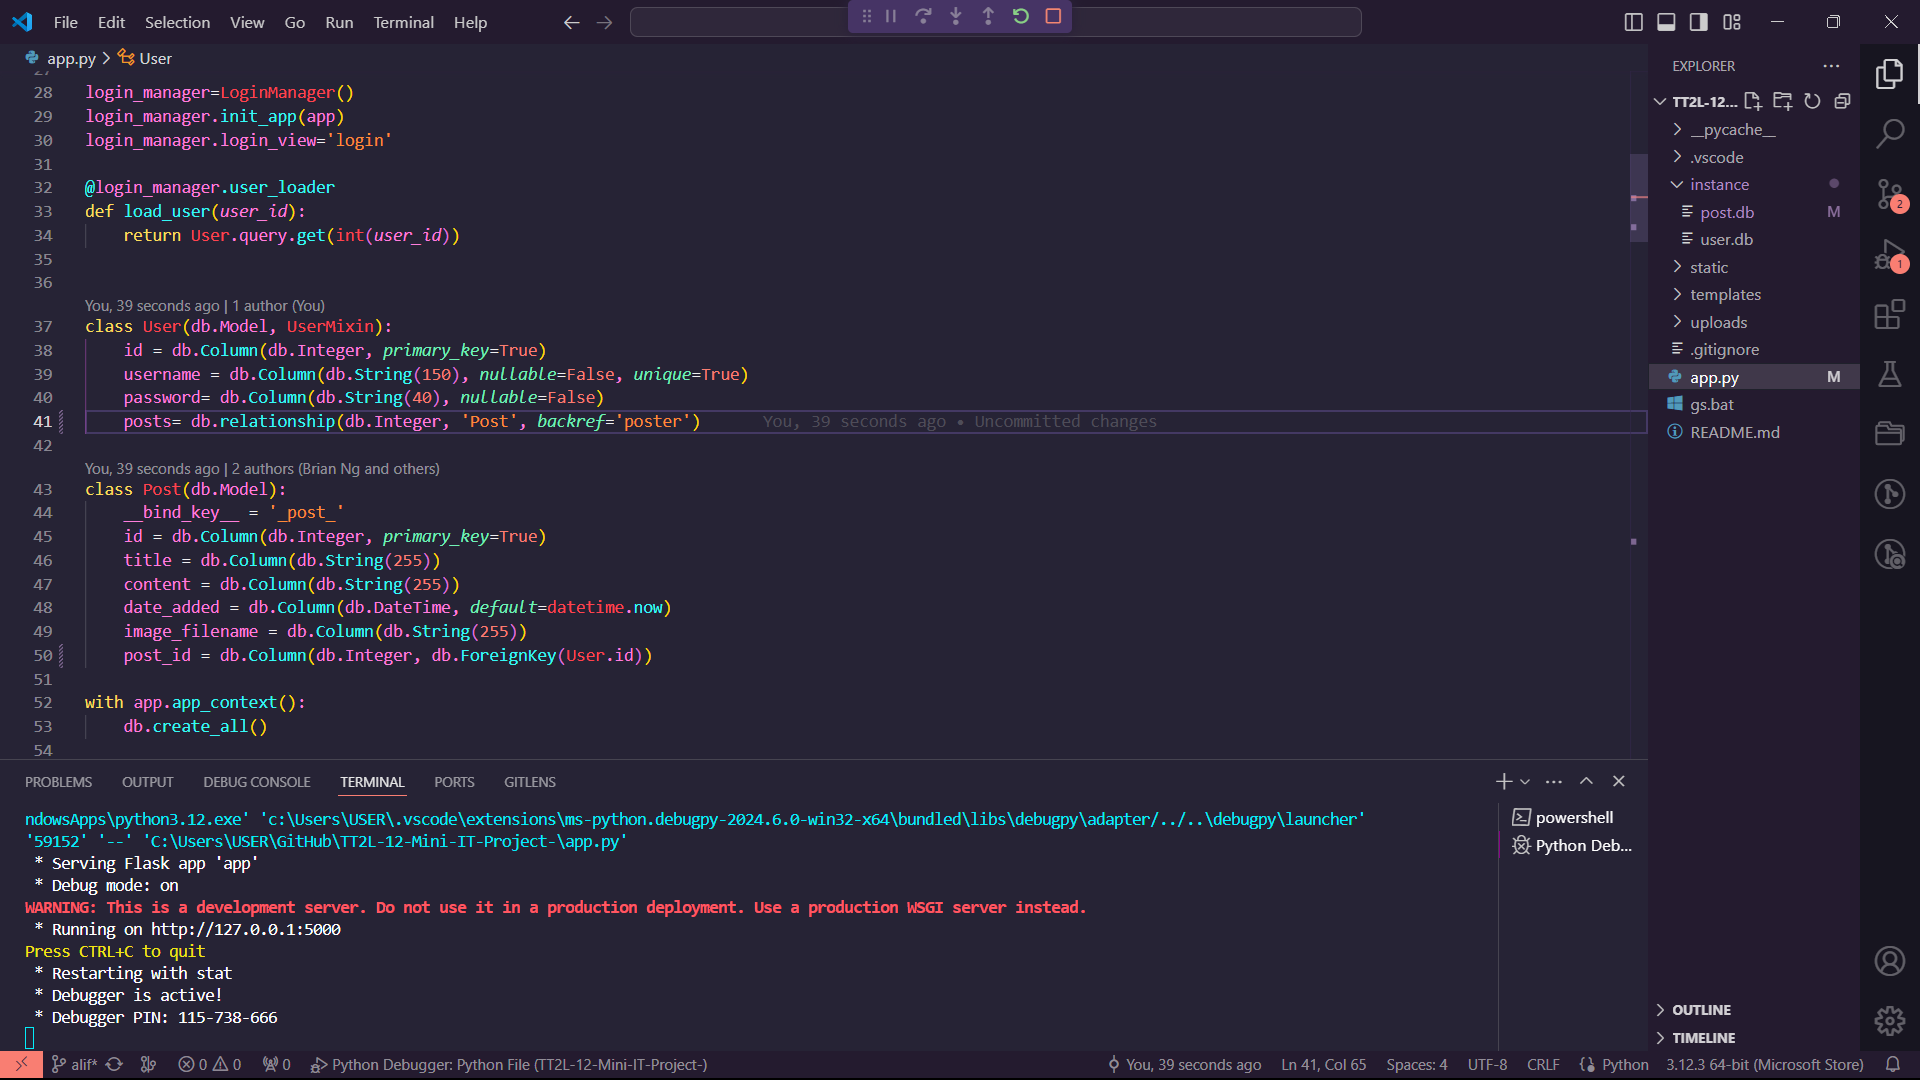 File Edit Selection View Go Run Terminal Help
app.py > User
27
28 login_manager=LoginManager()
29 login_manager.init_app(app)
30 login_manager.login_view='login'
31
32 @login_manager.user_loader
33 def load_user(user_id):
34 return User.query.get(int(user_id))
35
36
You, 39 seconds ago | 1 author (You)
37 class User(db.Model, UserMixin):
38 id = db.Column(db.Integer, primary_key=True)
39 username = db.Column(db.String(150), nullable=False, unique=True)
40 password= db.Column(db.String(40), nullable=False)
41 posts= db.relationship(db.Integer, 'Post', backref='poster') You, 39 seconds ago • Uncommitted changes
42
You, 39 seconds ago | 2 authors (Brian Ng and others)
43 class Post(db.Model):
44 __bind_key__ = '_post_'
45 id = db.Column(db.Integer, primary_key=True)
46 title = db.Column(db.String(255))
47 content = db.Column(db.String(255))
48 date_added = db.Column(db.DateTime, default=datetime.now)
49 image_filename = db.Column(db.String(255))
50 post_id = db.Column(db.Integer, db.ForeignKey(User.id))
51
52 with app.app_context():
53 db.create_all()
54
PROBLEMS OUTPUT DEBUG CONSOLE TERMINAL PORTS GITLENS
ndowsApps\python3.12.exe' 'c:\Users\USER\.vscode\extensions\ms-python.debugpy-2024.6.0-win32-x64\bundled\libs\debugpy\adapter/../..\debugpy\launcher'
'59152' '--' 'C:\Users\USER\GitHub\TT2L-12-Mini-IT-Project-\app.py'
* Serving Flask app 'app'
* Debug mode: on
WARNING: This is a development server. Do not use it in a production deployment. Use a production WSGI server instead.
* Running on http://127.0.0.1:5000
Press CTRL+C to quit
* Restarting with stat
* Debugger is active!
* Debugger PIN: 115-738-666
powershell
Python Deb...
EXPLORER
TT2L-12...
__pycache__
.vscode
instance
post.db M
user.db
static
templates
uploads
.gitignore
app.py M
gs.bat
README.md
OUTLINE
TIMELINE
2
1
alif* 0 0 0 Python Debugger: Python File (TT2L-12-Mini-IT-Project-) You, 39 seconds ago Ln 41, Col 65 Spaces: 4 UTF-8 CRLF Python 3.12.3 64-bit (Microsoft Store)